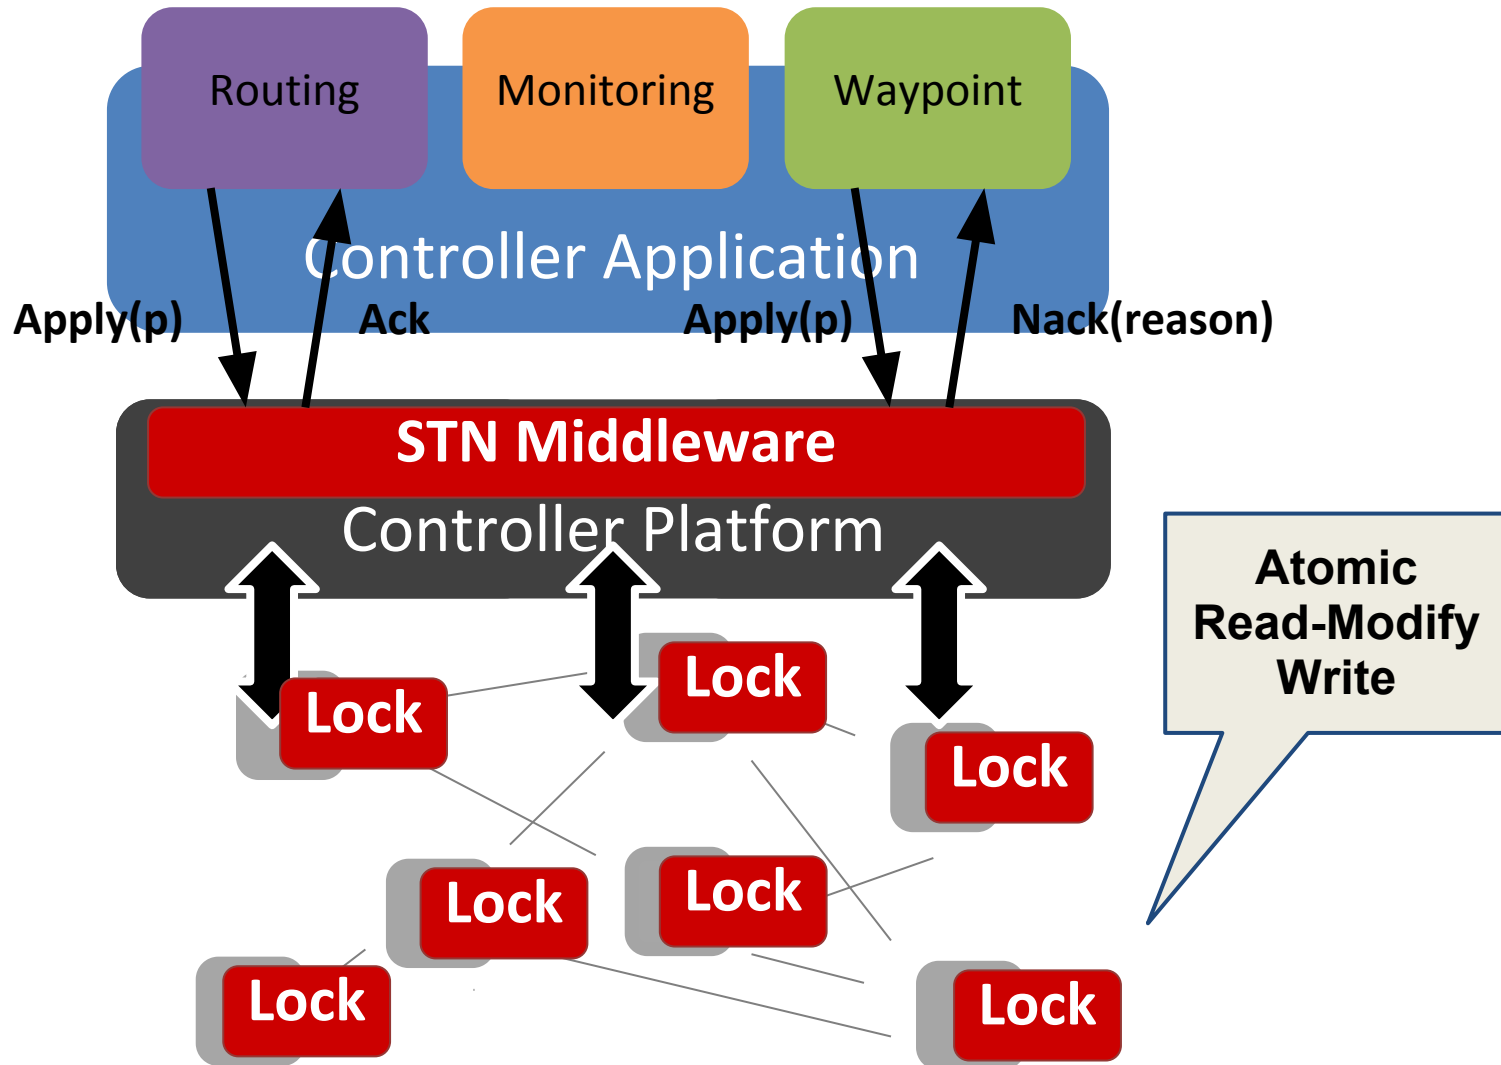 Routing
Monitoring
Waypoint
Controller Application
Apply(p)
Ack
Apply(p)
Nack(reason)
STN Middleware
Controller Platform
Atomic
Read-Modify
Write
Lock
Lock
Lock
Lock
Lock
Lock
Lock